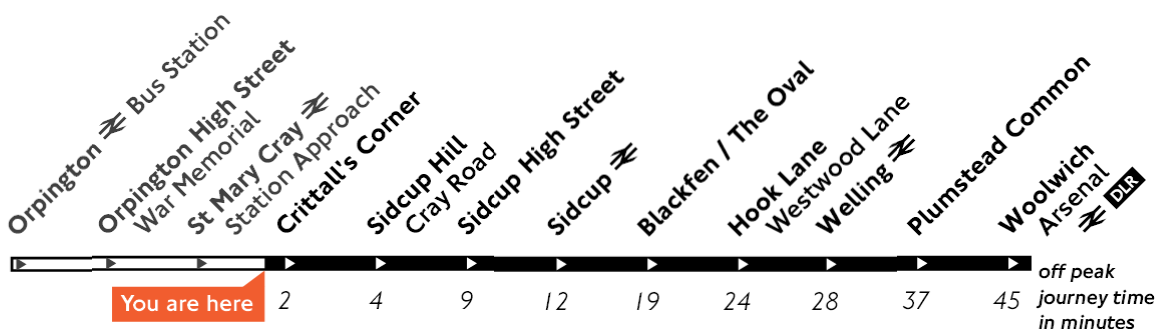 Orpington Bus Station
Orpington High Street
War Memorial
St Mary Cray
Station Approach
Crittall's Corner
Sidcup Hill
Cray Road
Sidcup High Street
Sidcup
Blackfen / The Oval
Hook Lane
Westwood Lane
Welling
Plumstead Common
Woolwich
Arsenal
DLR
You are here
2 4 9 12 19 24 28 37 45
off peak
journey time
in minutes